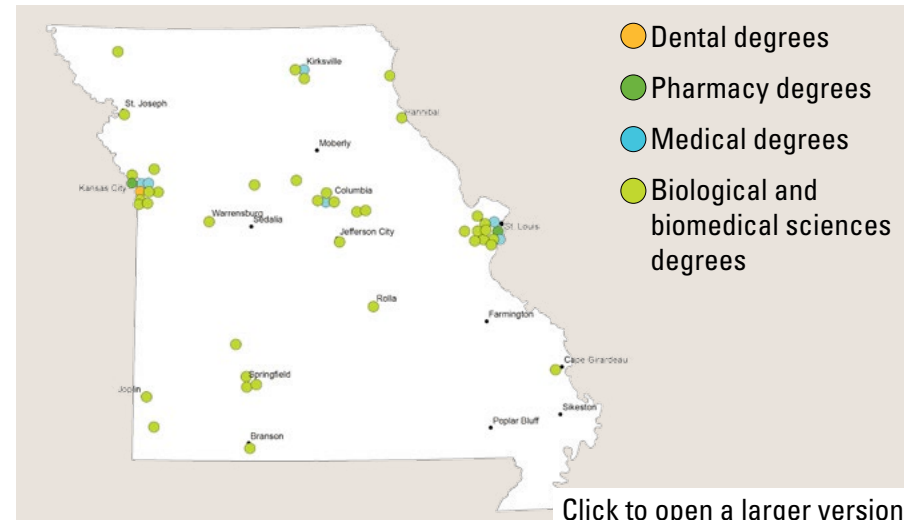 Dental degrees
Pharmacy degrees
Medical degrees
Biological and
biomedical sciences
degrees
Kirksville
St. Joseph
Hannibal
Moberly
Kansas City
Columbia
Warrensburg
Sedalia
St. Louis
Jefferson City
Rolla
Farmington
Cape Girardeau
Springfield
Joplin
Sikeston
Poplar Bluff
Branson
Click to open a larger version